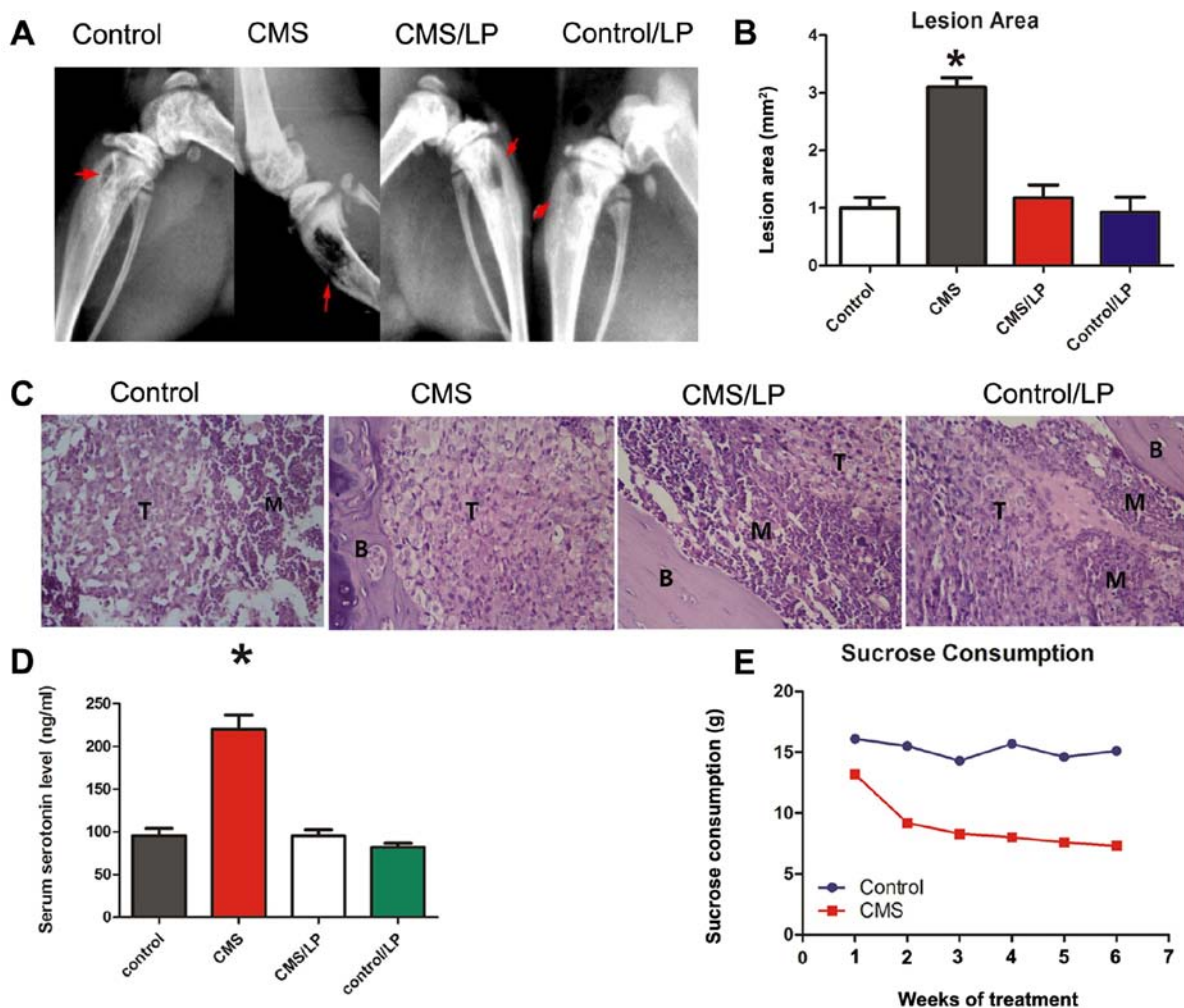 A
Control
CMS
CMS/LP
Control/LP
B
Lesion Area
Lesion area (mm²)
4
3
2
1
0
*
Control
CMS
CMS/LP
Control/LP
C
Control
CMS
CMS/LP
Control/LP
T
M
B
T
T
M
B
B
T
M
M
D
*
Serum serotonin level (ng/ml)
250
200
150
100
50
0
control
CMS
CMS/LP
control/LP
E
Sucrose Consumption
Sucrose consumption (g)
20
15
10
5
0
Control
CMS
0 1 2 3 4 5 6 7
Weeks of treatment